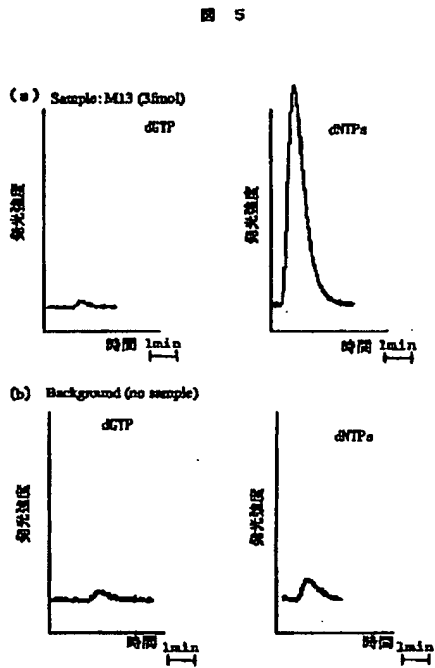 図 5
(a) Sample: M13 (3fmol)
dGTP
dNTPs
発光強度
発光強度
時間 1min
時間 1min
(b) Background (no sample)
dGTP
dNTPs
発光強度
発光強度
時間 1min
時間 1min